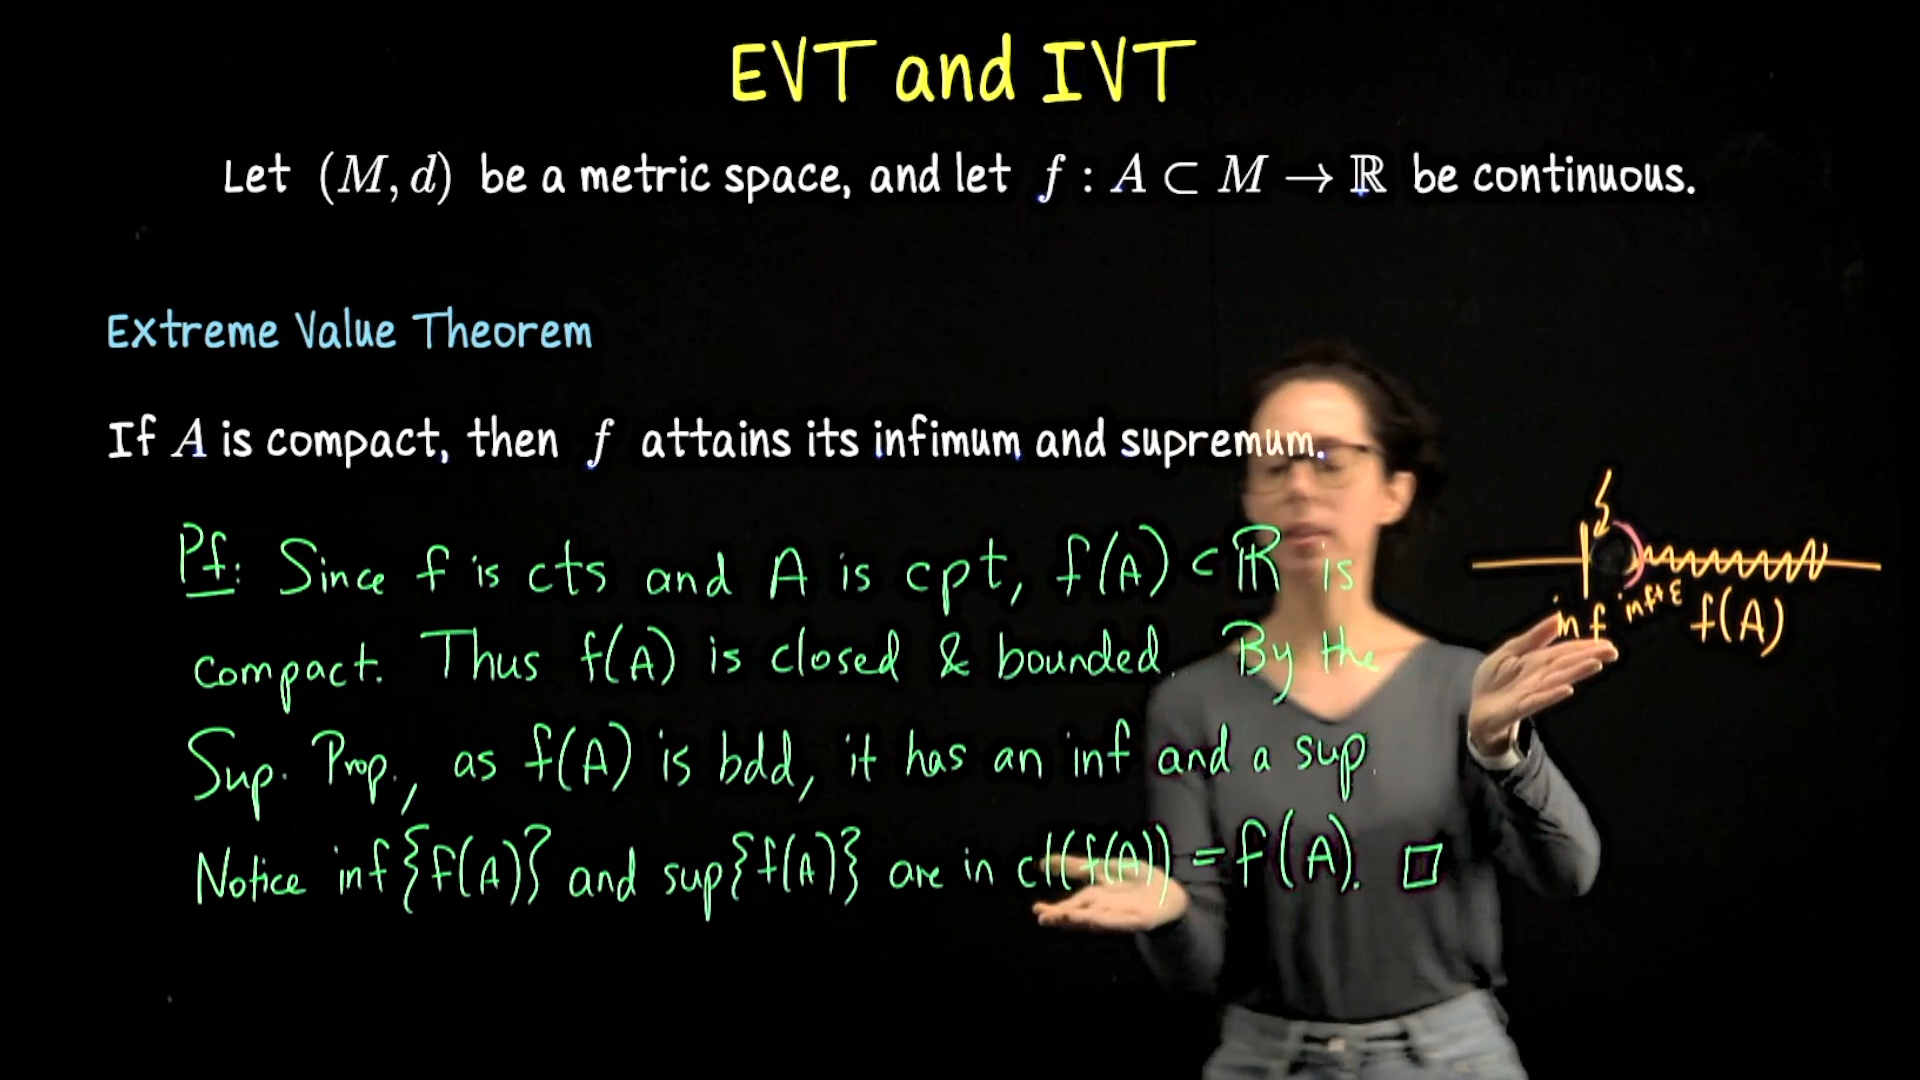 EVT and IVT
Let (M, d) be a metric space, and let f : A ⊂ M → ℝ be continuous.
Extreme Value Theorem
If A is compact, then f attains its infimum and supremum.
Pf: Since f is cts and A is cpt, f(A) ⊂ ℝ is
compact. Thus f(A) is closed & bounded. By the
Sup. Prop., as f(A) is bdd, it has an inf and a sup.
Notice inf{f(A)} and sup{f(A)} are in cl(f(A)) = f(A). □
inf inf+ε f(A)